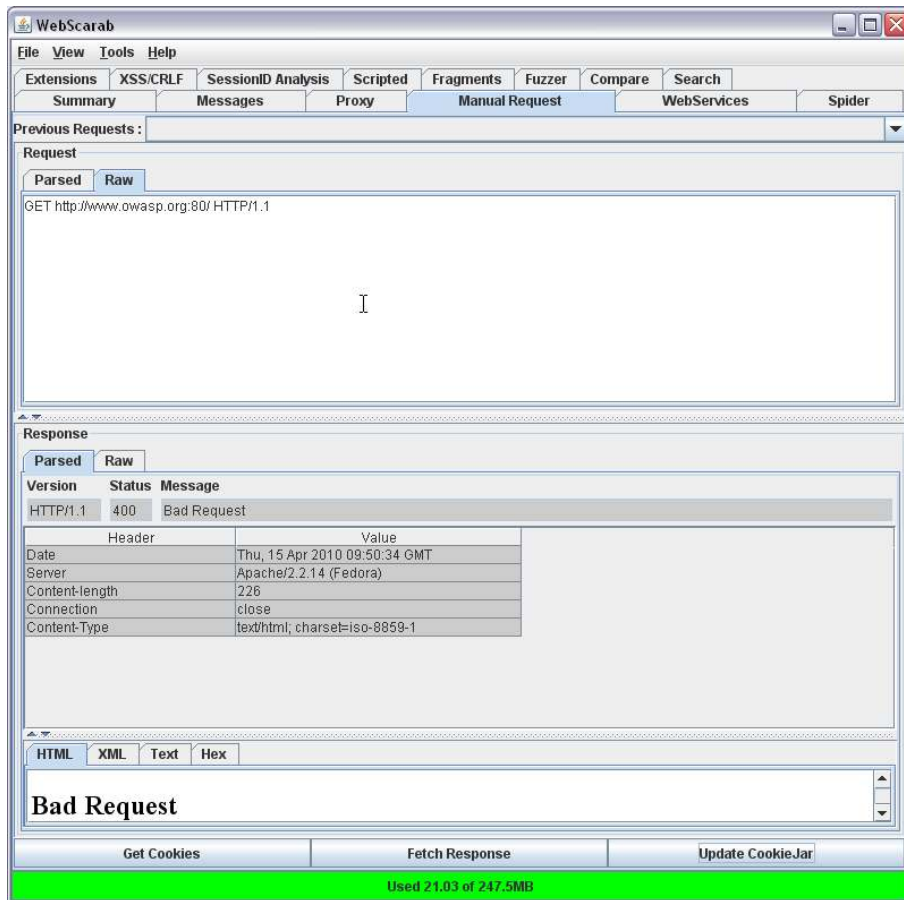 WebScarab
File View Tools Help
Extensions XSS/CRLF SessionID Analysis Scripted Fragments Fuzzer Compare Search
Summary Messages Proxy Manual Request WebServices Spider
Previous Requests :
Request
Parsed Raw
GET http://www.owasp.org:80/ HTTP/1.1
Response
Parsed Raw
Version Status Message
HTTP/1.1 400 Bad Request
Header Value
Date Thu, 15 Apr 2010 09:50:34 GMT
Server Apache/2.2.14 (Fedora)
Content-length 226
Connection close
Content-Type text/html; charset=iso-8859-1
HTML XML Text Hex
Bad Request
Get Cookies Fetch Response Update CookieJar
Used 21.03 of 247.5MB